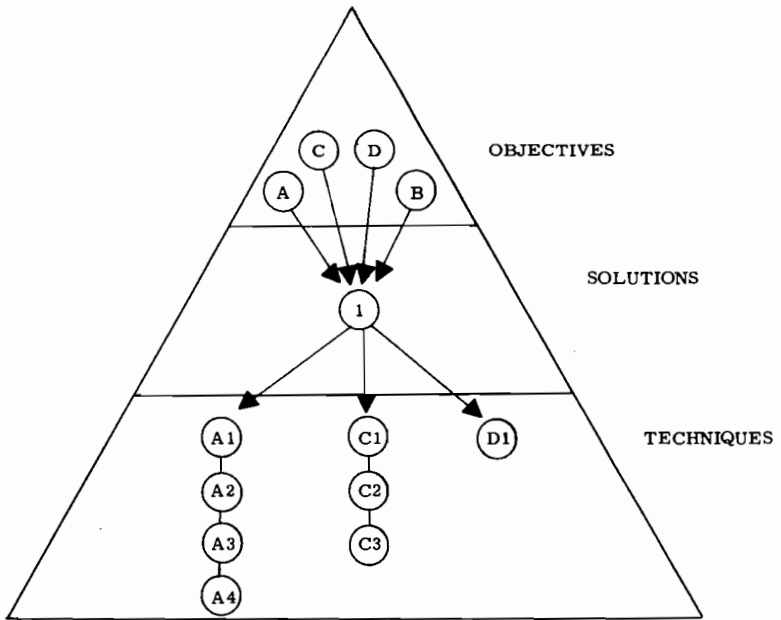 C D
OBJECTIVES
A B
SOLUTIONS
1
A1 C1 D1
TECHNIQUES
A2 C2
A3 C3
A4